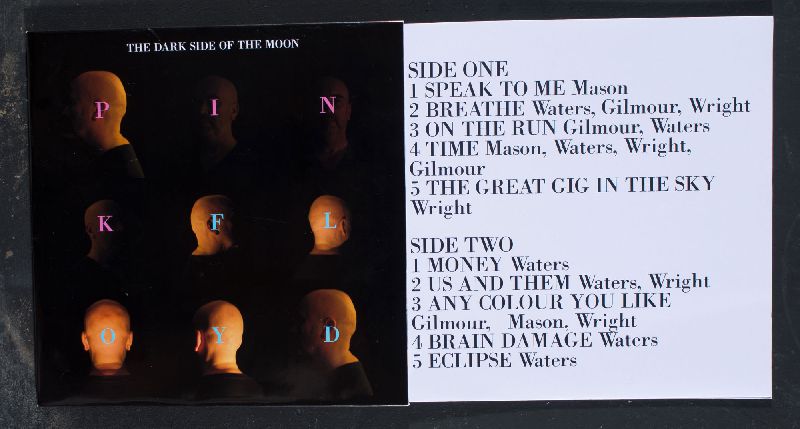 THE DARK SIDE OF THE MOON
P I N
K F L
O Y D
SIDE ONE
1 SPEAK TO ME Mason
2 BREATHE Waters, Gilmour, Wright
3 ON THE RUN Gilmour, Waters
4 TIME Mason, Waters, Wright,
Gilmour
5 THE GREAT GIG IN THE SKY
Wright
SIDE TWO
1 MONEY Waters
2 US AND THEM Waters, Wright
3 ANY COLOUR YOU LIKE
Gilmour, Mason, Wright
4 BRAIN DAMAGE Waters
5 ECLIPSE Waters